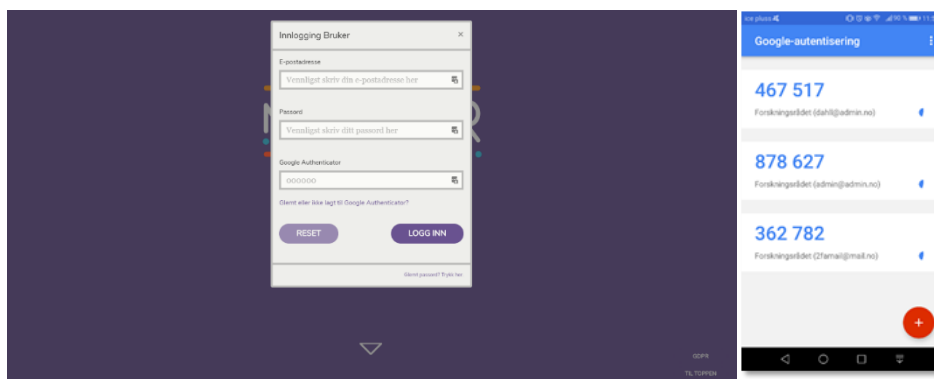 Innlogging Bruker ×
E-postadresse
Vennligst skriv din e-postadresse her
Passord
Vennligst skriv ditt passord her
Google Authenticator
000000
Glemt eller ikke lagt til Google Authenticator?
RESET LOGG INN
Glemt passord? Trykk her
GDPR
TIL TOPPEN
ice pluss
Google-autentisering
467 517
Forskningsrådet (dahl@admin.no)
878 627
Forskningsrådet (admin@admin.no)
362 782
Forskningsrådet (2famail@mail.no)
+